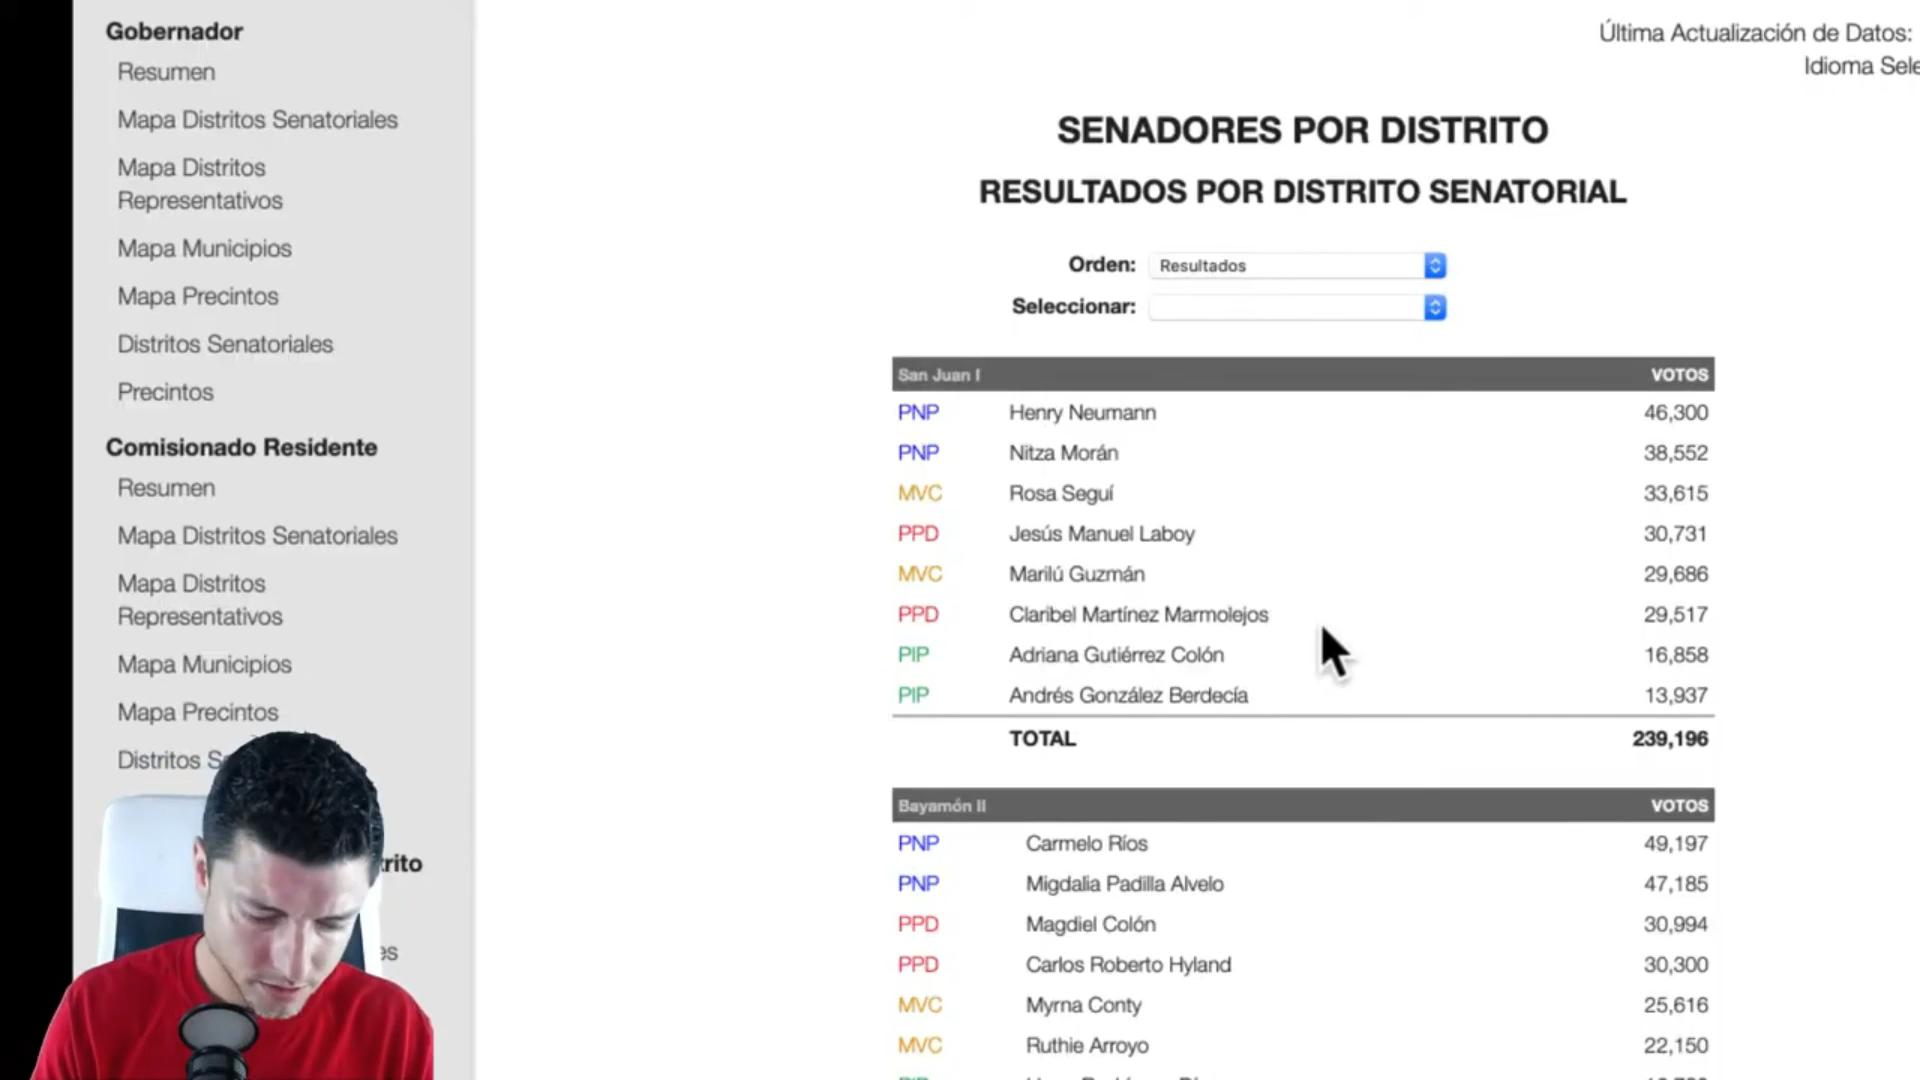 Gobernador
Resumen
Mapa Distritos Senatoriales
Mapa Distritos
Representativos
Mapa Municipios
Mapa Precintos
Distritos Senatoriales
Precintos
Comisionado Residente
Resumen
Mapa Distritos Senatoriales
Mapa Distritos
Representativos
Mapa Municipios
Mapa Precintos
Distritos
Última Actualización de Datos:
Idioma
SENADORES POR DISTRITO
RESULTADOS POR DISTRITO SENATORIAL
Orden: Resultados
Seleccionar:
San Juan I VOTOS
PNP Henry Neumann 46,300
PNP Nitza Morán 38,552
MVC Rosa Seguí 33,615
PPD Jesús Manuel Laboy 30,731
MVC Marilú Guzmán 29,686
PPD Claribel Martínez Marmolejos 29,517
PIP Adriana Gutiérrez Colón 16,858
PIP Andrés González Berdecía 13,937
TOTAL 239,196
Bayamón II VOTOS
PNP Carmelo Ríos 49,197
PNP Migdalia Padilla Alvelo 47,185
PPD Magdiel Colón 30,994
PPD Carlos Roberto Hyland 30,300
MVC Myrna Conty 25,616
MVC Ruthie Arroyo 22,150